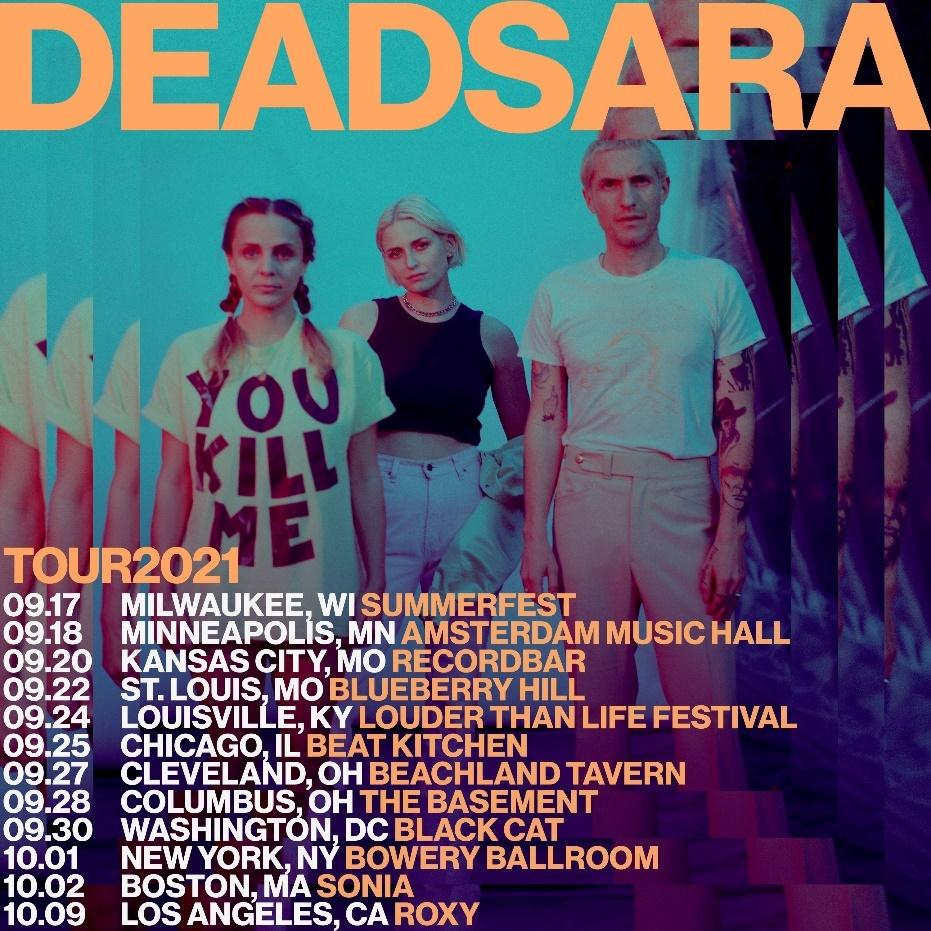 DEADSARA
YOU
KILL
ME
TOUR2021
09.17 MILWAUKEE, WI SUMMERFEST
09.18 MINNEAPOLIS, MN AMSTERDAM MUSIC HALL
09.20 KANSAS CITY, MO RECORDBAR
09.22 ST. LOUIS, MO BLUEBERRY HILL
09.24 LOUISVILLE, KY LOUDER THAN LIFE FESTIVAL
09.25 CHICAGO, IL BEAT KITCHEN
09.27 CLEVELAND, OH BEACHLAND TAVERN
09.28 COLUMBUS, OH THE BASEMENT
09.30 WASHINGTON, DC BLACK CAT
10.01 NEW YORK, NY BOWERY BALLROOM
10.02 BOSTON, MA SONIA
10.09 LOS ANGELES, CA ROXY